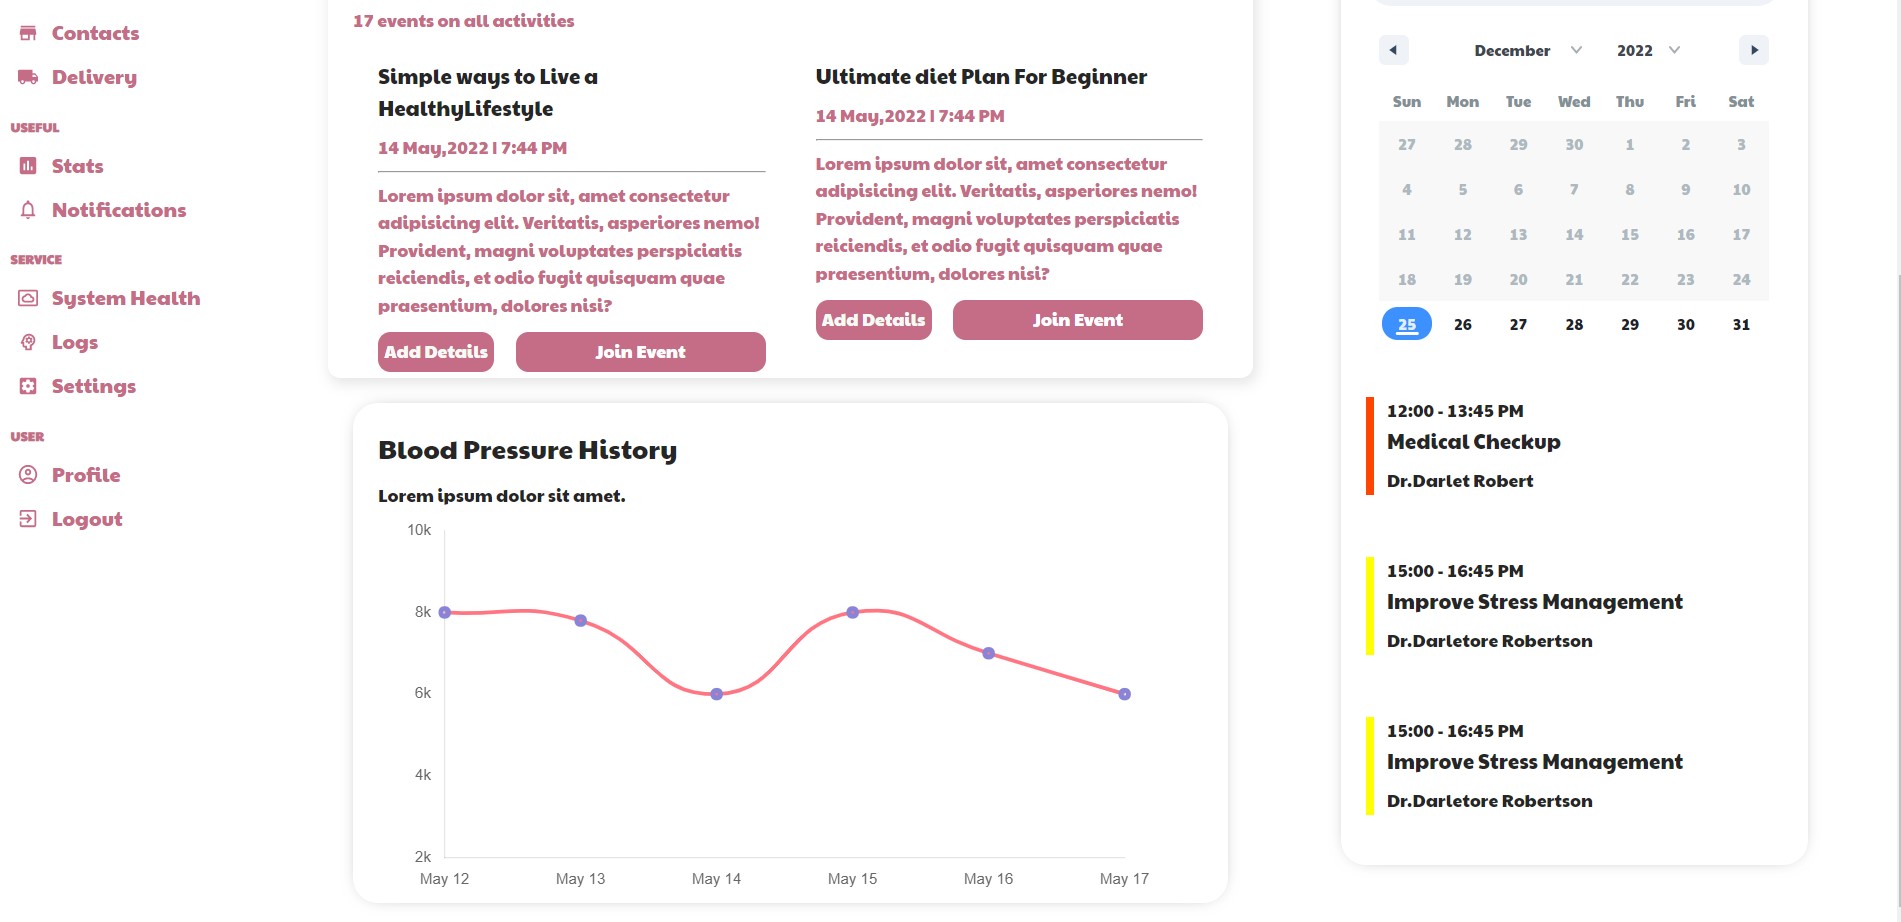 Contacts
Delivery
USEFUL
Stats
Notifications
SERVICE
System Health
Logs
Settings
USER
Profile
Logout
17 events on all activities
Simple ways to Live a
HealthyLifestyle
14 May,2022 I 7:44 PM
Lorem ipsum dolor sit, amet consectetur
adipisicing elit. Veritatis, asperiores nemo!
Provident, magni voluptates perspiciatis
reiciendis, et odio fugit quisquam quae
praesentium, dolores nisi?
Add Details Join Event
Ultimate diet Plan For Beginner
14 May,2022 I 7:44 PM
Lorem ipsum dolor sit, amet consectetur
adipisicing elit. Veritatis, asperiores nemo!
Provident, magni voluptates perspiciatis
reiciendis, et odio fugit quisquam quae
praesentium, dolores nisi?
Add Details Join Event
Blood Pressure History
Lorem ipsum dolor sit amet.
10k
8k
6k
4k
2k
May 12 May 13 May 14 May 15 May 16 May 17
December 2022
Sun Mon Tue Wed Thu Fri Sat
27 28 29 30 1 2 3
4 5 6 7 8 9 10
11 12 13 14 15 16 17
18 19 20 21 22 23 24
25 26 27 28 29 30 31
12:00 - 13:45 PM
Medical Checkup
Dr.Darlet Robert
15:00 - 16:45 PM
Improve Stress Management
Dr.Darletore Robertson
15:00 - 16:45 PM
Improve Stress Management
Dr.Darletore Robertson